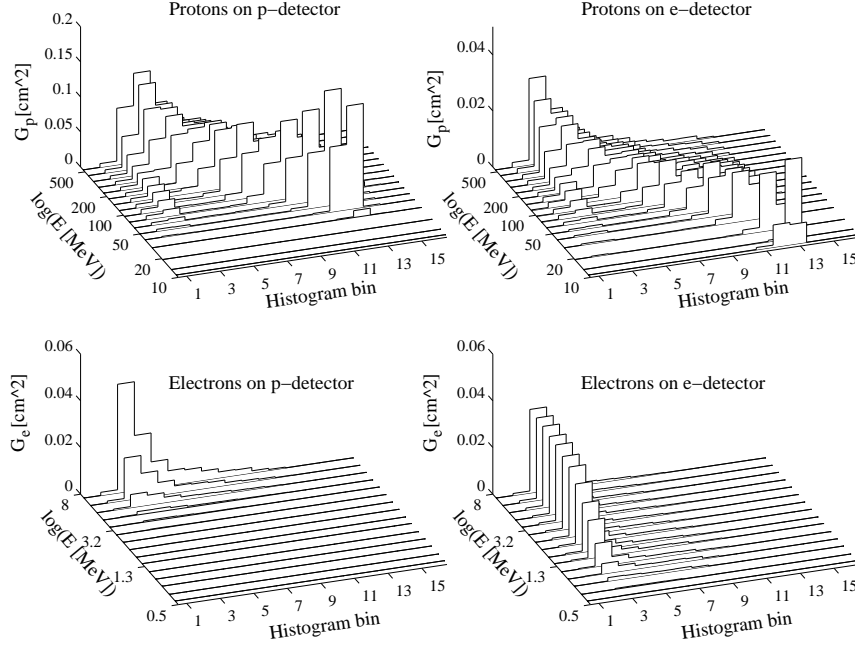 Protons on p−detector
0.2
0.15
0.1
0.05
0
G_p[cm^2]
500
200
100
50
20
10
log(E [MeV])
1 3 5 7 9 11 13 15
Histogram bin
Protons on e−detector
0.04
0.02
0
G_p[cm^2]
500
200
100
50
20
10
log(E [MeV])
1 3 5 7 9 11 13 15
Histogram bin
Electrons on p−detector
0.06
0.04
0.02
0
G_e[cm^2]
8
3.2
1.3
0.5
log(E [MeV])
1 3 5 7 9 11 13 15
Histogram bin
Electrons on e−detector
0.06
0.04
0.02
0
G_e[cm^2]
8
3.2
1.3
0.5
log(E [MeV])
1 3 5 7 9 11 13 15
Histogram bin